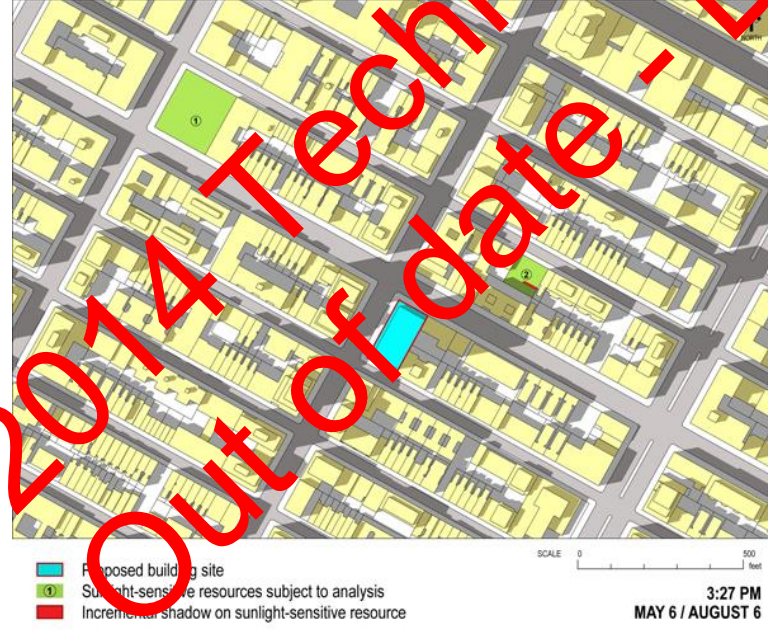 2014 Techn
Out of date - D
NORTH
①
②
SCALE 0 500
feet
Proposed building site
① Sunlight-sensitive resources subject to analysis
Incremental shadow on sunlight-sensitive resource
3:27 PM
MAY 6 / AUGUST 6